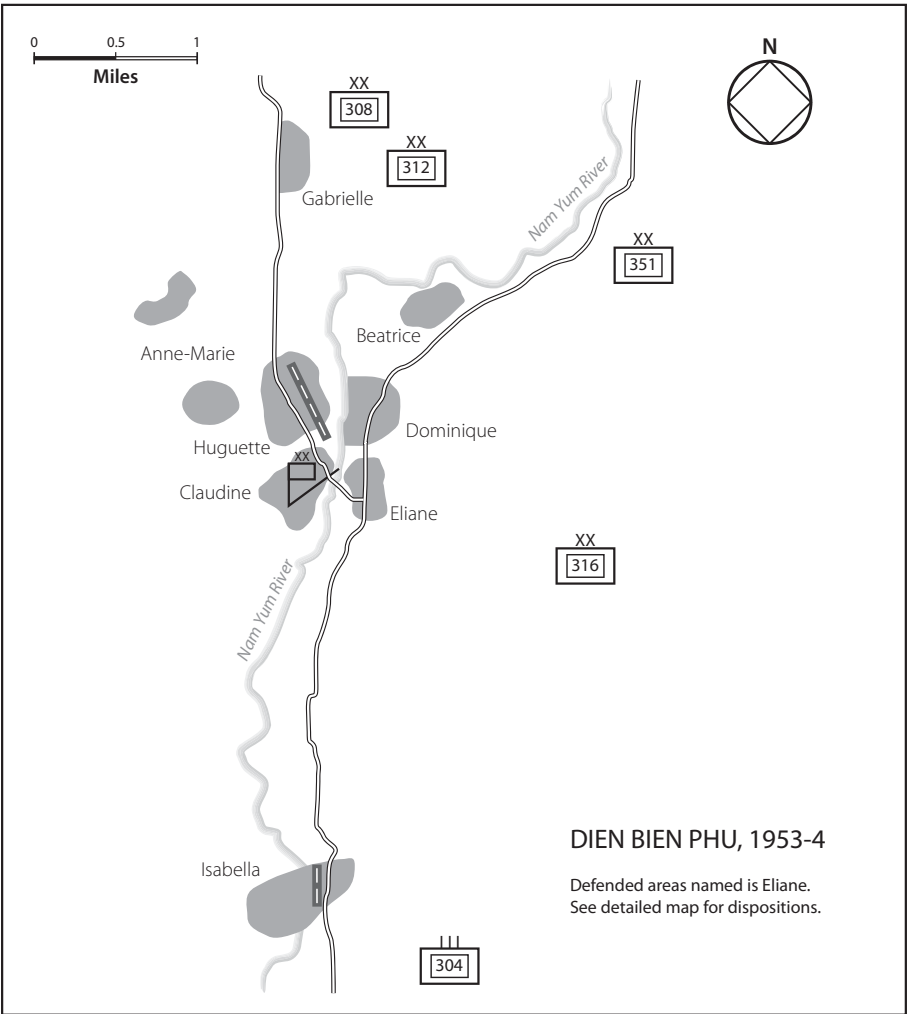 0 0.5 1
Miles
N
XX
308
XX
312
Gabrielle
Nam Yum River
XX
351
Beatrice
Anne-Marie
Dominique
Huguette
XX
Claudine
Eliane
XX
316
Nam Yum River
DIEN BIEN PHU, 1953-4
Isabella
Defended areas named is Eliane.
See detailed map for dispositions.
III
304